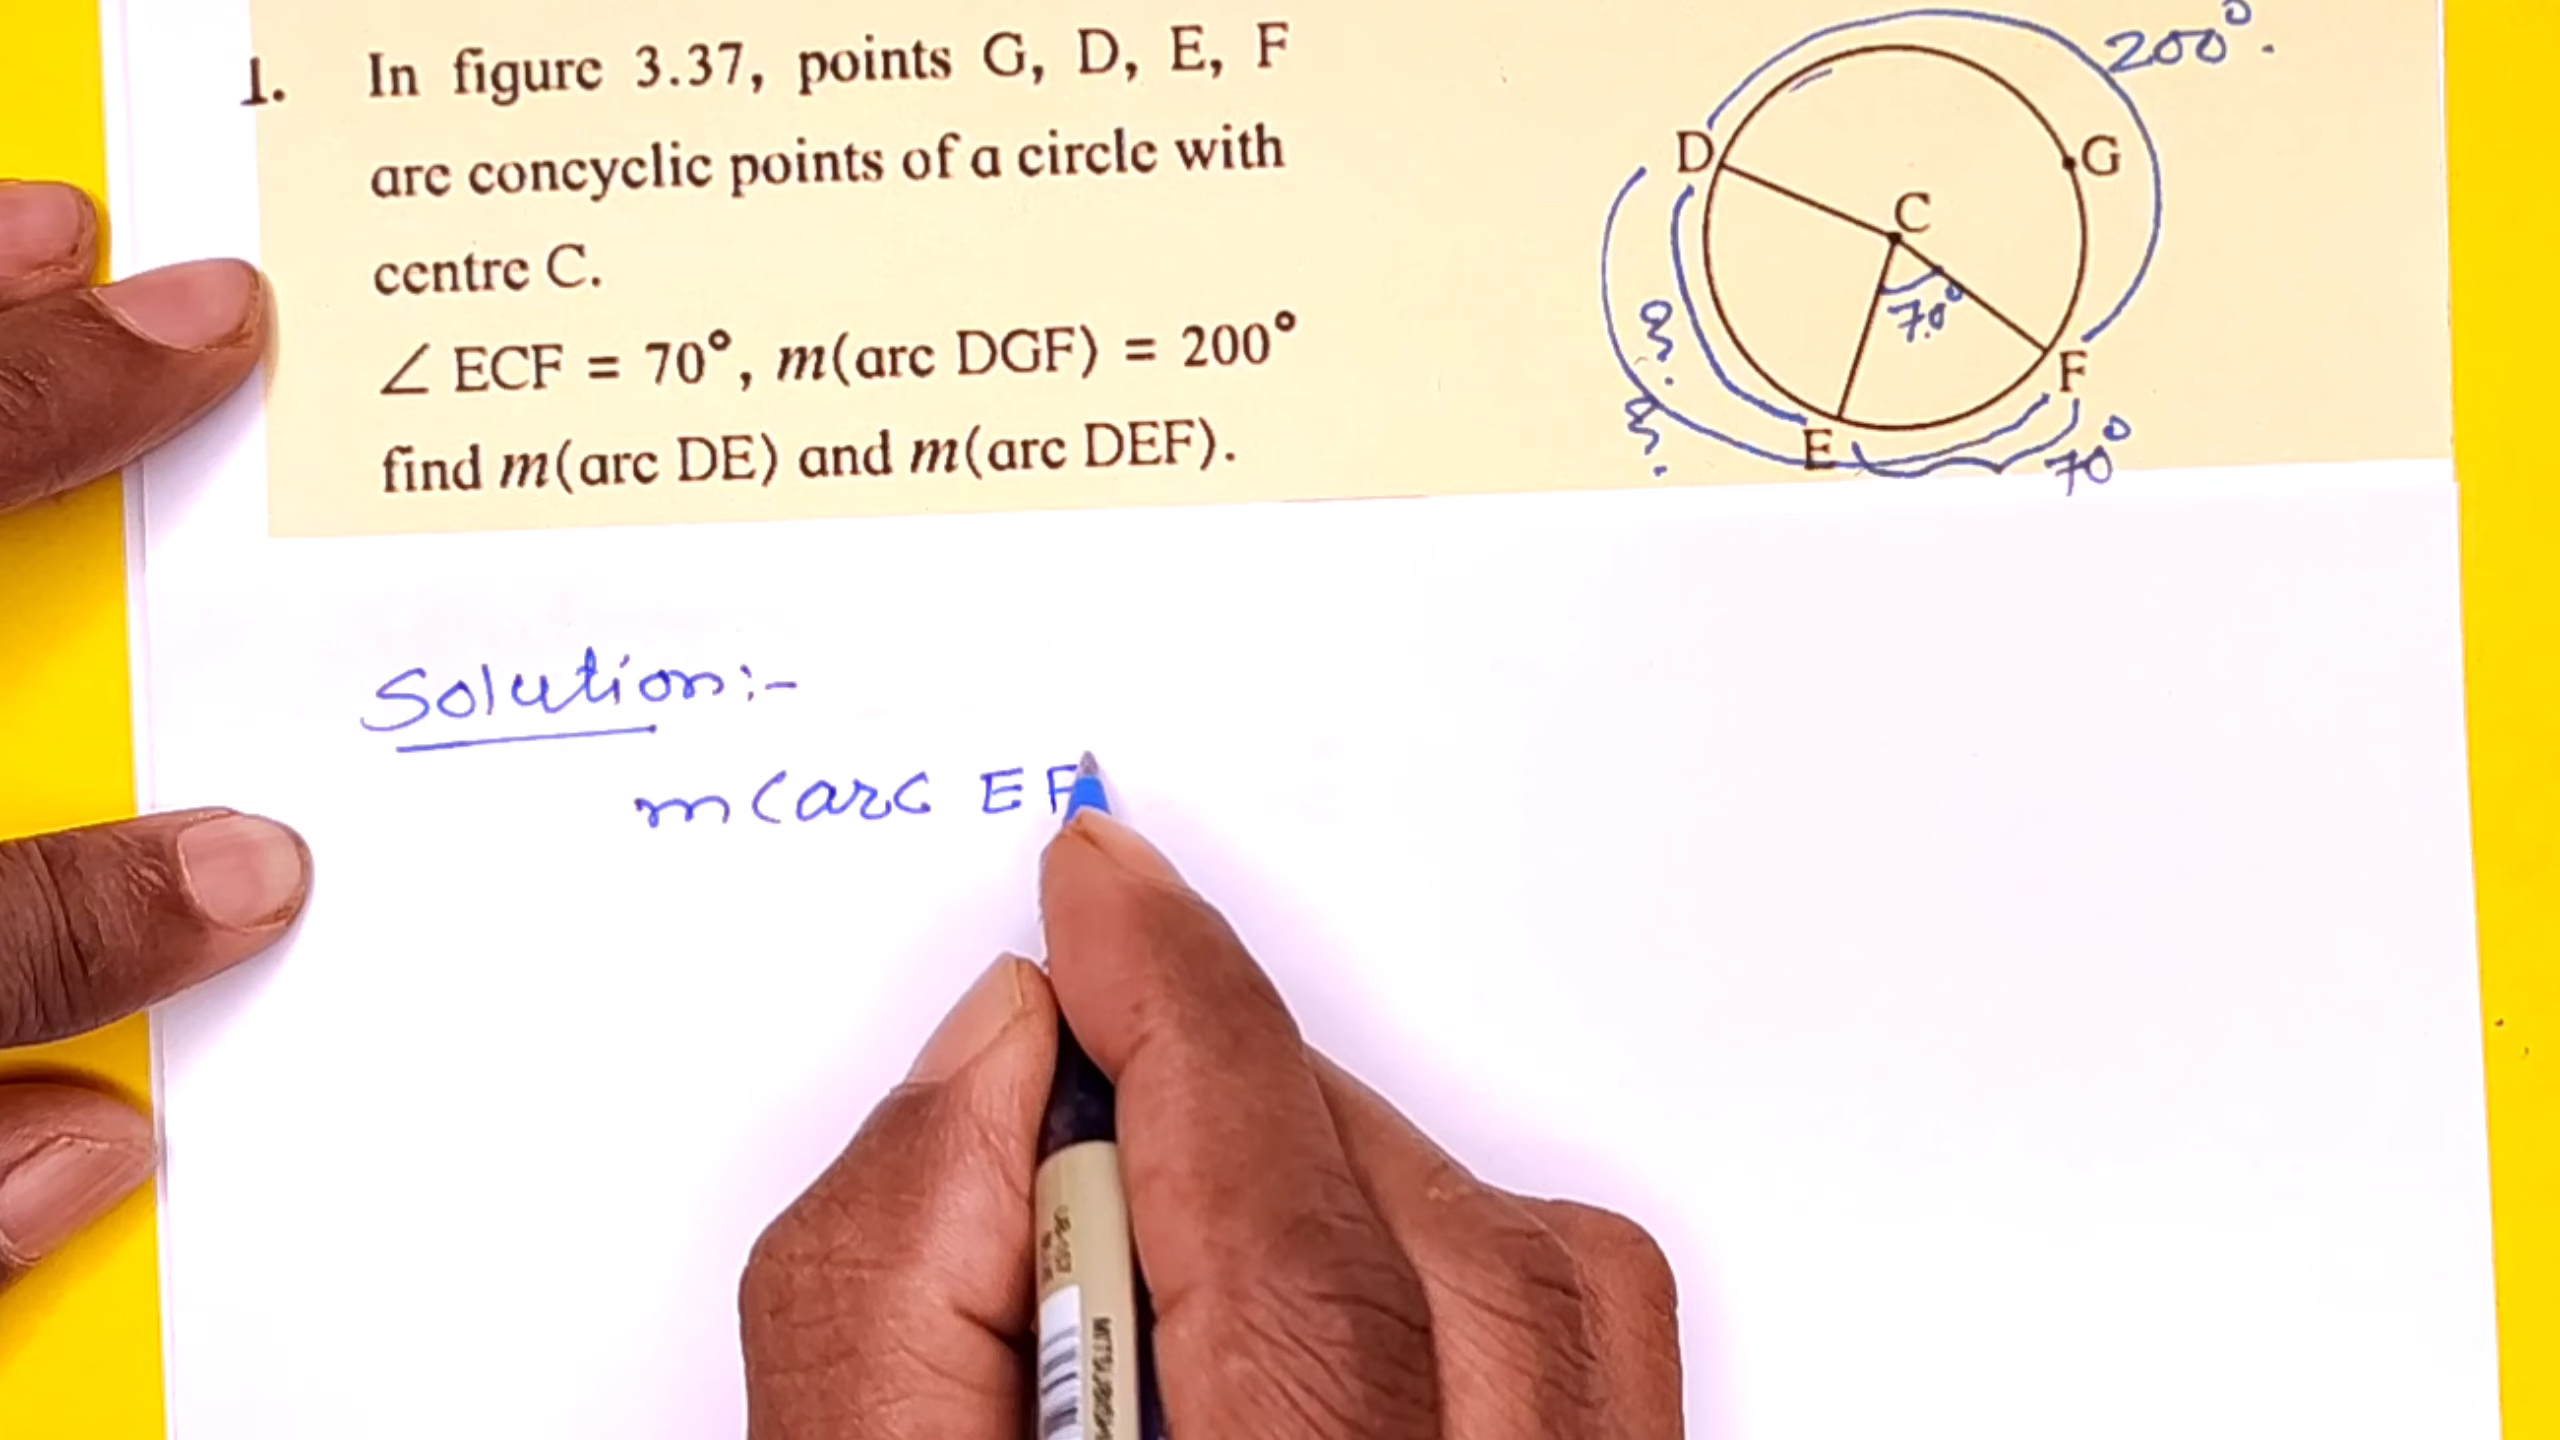 1. In figure 3.37, points G, D, E, F
are concyclic points of a circle with
centre C.
∠ ECF = 70°, m(arc DGF) = 200°
find m(arc DE) and m(arc DEF).
200°.
D
G
C
70°
?
F
?
E
70°
Solution:-
m(arc EF